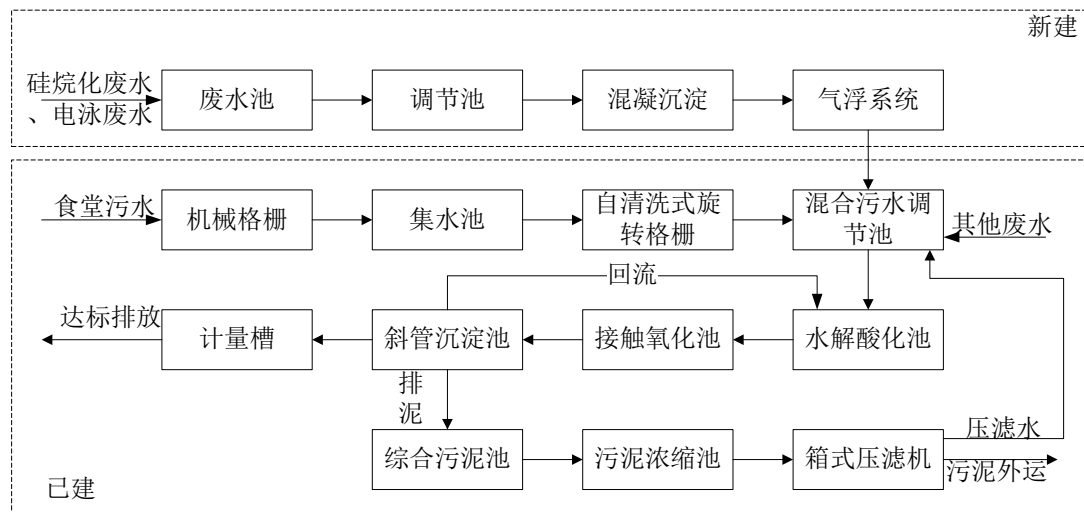 新建
硅烷化废水
、电泳废水
废水池
调节池
混凝沉淀
气浮系统
食堂污水
机械格栅
集水池
自清洗式旋
转格栅
混合污水调
节池
其他废水
回流
达标排放
计量槽
斜管沉淀池
接触氧化池
水解酸化池
排
泥
综合污泥池
污泥浓缩池
箱式压滤机
压滤水
污泥外运
已建